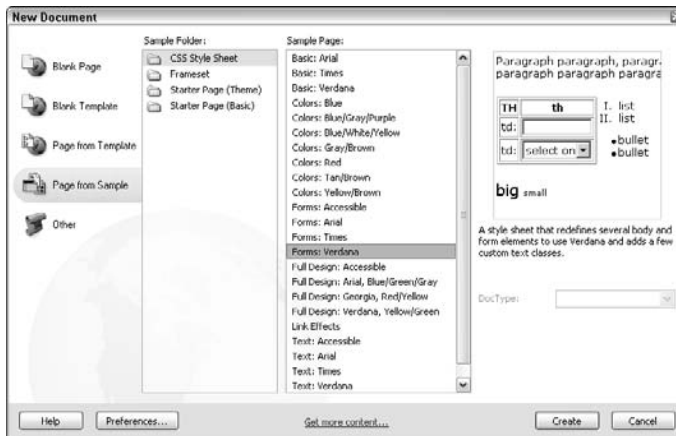 New Document
Sample Folder:
Sample Page:
Blank Page
Blank Template
Page from Template
Page from Sample
Other
CSS Style Sheet
Frameset
Starter Page (Theme)
Starter Page (Basic)
Basic: Arial
Basic: Times
Basic: Verdana
Colors: Blue
Colors: Blue/Gray/Purple
Colors: Blue/White/Yellow
Colors: Gray/Brown
Colors: Red
Colors: Tan/Brown
Colors: Yellow/Brown
Forms: Accessible
Forms: Arial
Forms: Times
Forms: Verdana
Full Design: Accessible
Full Design: Arial, Blue/Green/Gray
Full Design: Georgia, Red/Yellow
Full Design: Verdana, Yellow/Green
Link Effects
Text: Accessible
Text: Arial
Text: Times
Text: Verdana
Paragraph paragraph, paragra
paragraph paragraph paragra
TH th
td:
td: select on
I. list
II. list
•bullet
•bullet
big small
A style sheet that redefines several body and
form elements to use Verdana and adds a few
custom text classes.
DocType:
Help
Preferences...
Get more content...
Create
Cancel